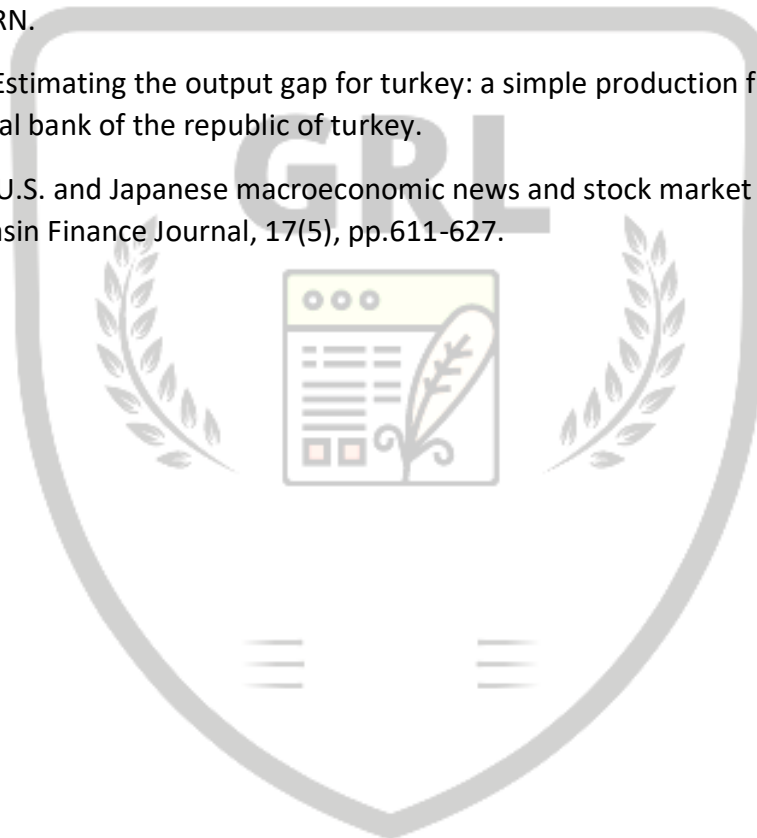 RN.
Estimating the output gap for turkey: a simple production f
al bank of the republic of turkey.
U.S. and Japanese macroeconomic news and stock market
asin Finance Journal, 17(5), pp.611-627.
GRL